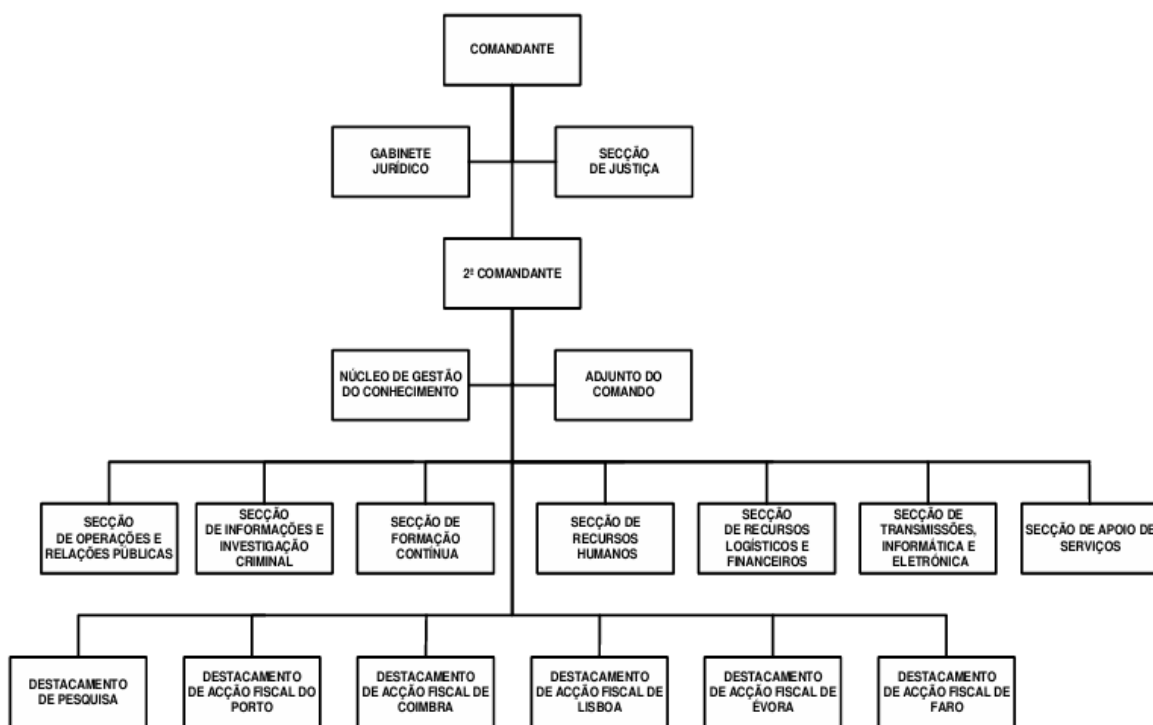 COMANDANTE
GABINETE
JURÍDICO
SECÇÃO
DE JUSTIÇA
2º COMANDANTE
NÚCLEO DE GESTÃO
DO CONHECIMENTO
ADJUNTO DO
COMANDO
SECÇÃO
DE OPERAÇÕES E
RELAÇÕES PÚBLICAS
SECÇÃO
DE INFORMAÇÕES E
INVESTIGAÇÃO
CRIMINAL
SECÇÃO DE
FORMAÇÃO
CONTÍNUA
SECÇÃO DE
RECURSOS
HUMANOS
SECÇÃO
DE RECURSOS
LOGÍSTICOS E
FINANCEIROS
SECÇÃO DE
TRANSMISSÕES,
INFORMÁTICA E
ELETRÓNICA
SECÇÃO DE APOIO DE
SERVIÇOS
DESTACAMENTO
DE PESQUISA
DESTACAMENTO
DE ACÇÃO FISCAL DO
PORTO
DESTACAMENTO
DE ACÇÃO FISCAL DE
COIMBRA
DESTACAMENTO
DE ACÇÃO FISCAL DE
LISBOA
DESTACAMENTO
DE ACÇÃO FISCAL DE
ÉVORA
DESTACAMENTO
DE ACÇÃO FISCAL DE
FARO